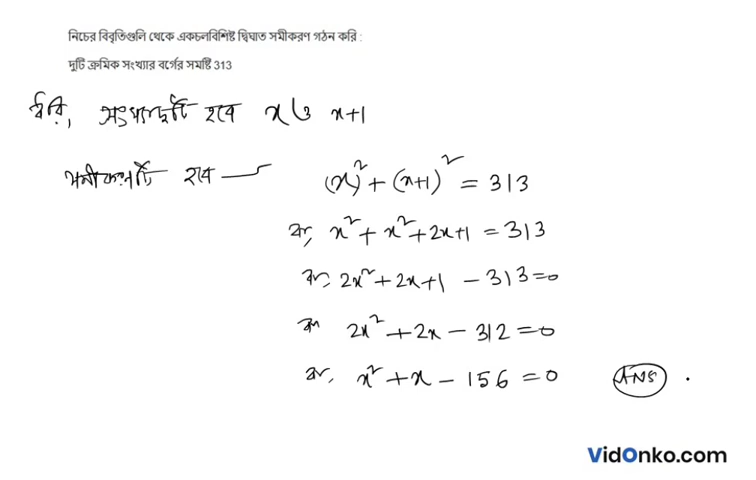 নিচের বিবৃতিগুলি থেকে একচলবিশিষ্ট দ্বিঘাত সমীকরণ গঠন করি :
দুটি ক্রমিক সংখ্যার বর্গের সমষ্টি 313
ধরি, সংখ্যাদুটি হবে x ও x+1
সমীকরণটি হবে — (x)² + (x+1)² = 313
বা, x² + x² + 2x + 1 = 313
বা, 2x² + 2x + 1 - 313 = 0
বা 2x² + 2x - 312 = 0
বা, x² + x - 156 = 0 ANS .
VidOnko.com